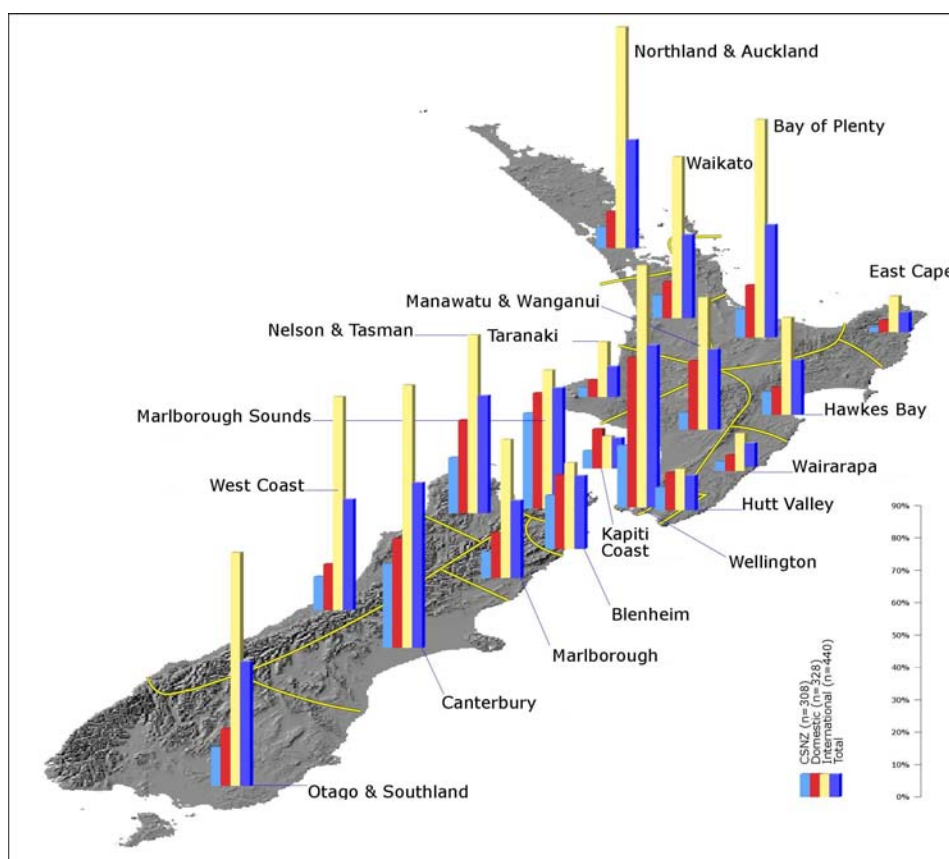 Northland & Auckland
Bay of Plenty
Waikato
East Cape
Manawatu & Wanganui
Nelson & Tasman
Taranaki
Marlborough Sounds
Hawkes Bay
Wairarapa
West Coast
Hutt Valley
Kapiti
Coast
Wellington
Blenheim
Marlborough
Canterbury
Otago & Southland
90%
80%
70%
60%
50%
40%
30%
20%
10%
0%
CSNZ (n=308)
Domestic (n=328)
International (n=440)
Total